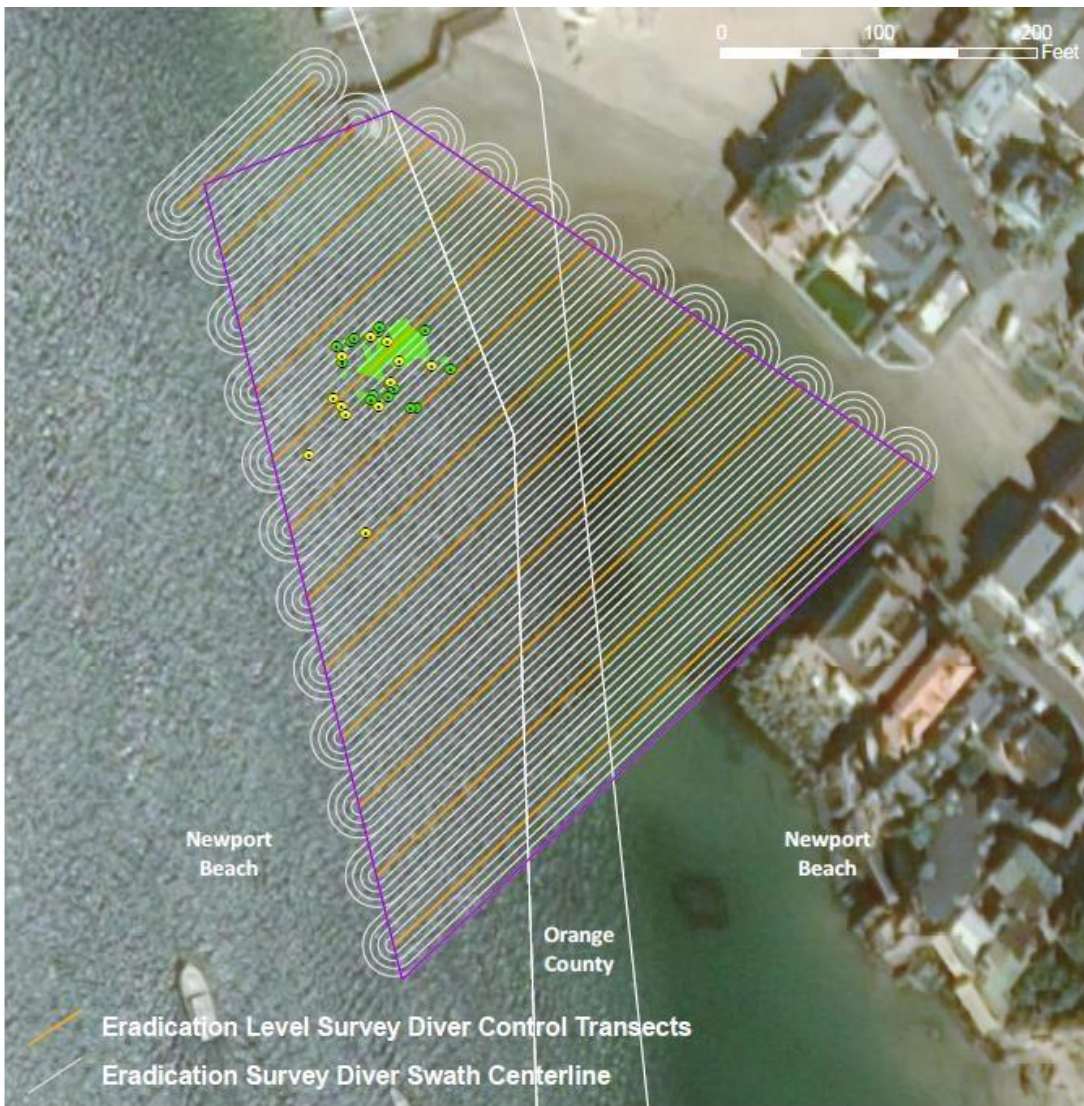 0 100 200
Feet
Newport
Beach
Newport
Beach
Orange
County
Eradication Level Survey Diver Control Transects
Eradication Survey Diver Swath Centerline